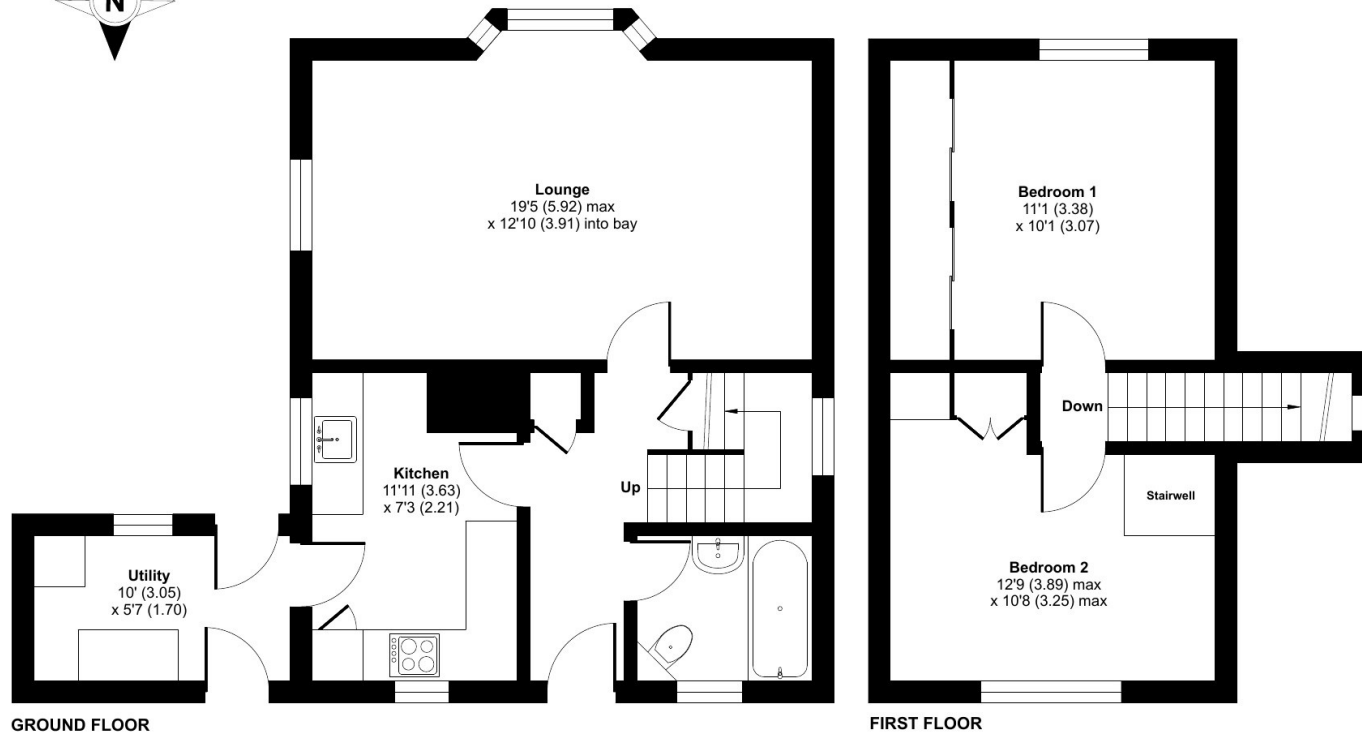 N
Lounge
19'5 (5.92) max
x 12'10 (3.91) into bay
Bedroom 1
11'1 (3.38)
x 10'1 (3.07)
Down
Kitchen
11'11 (3.63)
x 7'3 (2.21)
Up
Stairwell
Utility
10' (3.05)
x 5'7 (1.70)
Bedroom 2
12'9 (3.89) max
x 10'8 (3.25) max
GROUND FLOOR
FIRST FLOOR